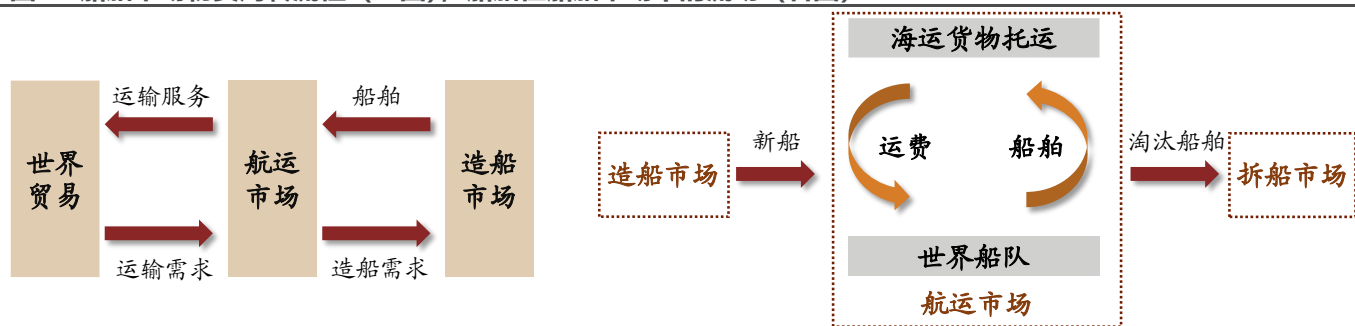 运输服务
船舶
世界
贸易
航运
市场
造船
市场
运输需求
造船需求
海运货物托运
造船市场
新船
运费
船舶
淘汰船舶
拆船市场
世界船队
航运市场